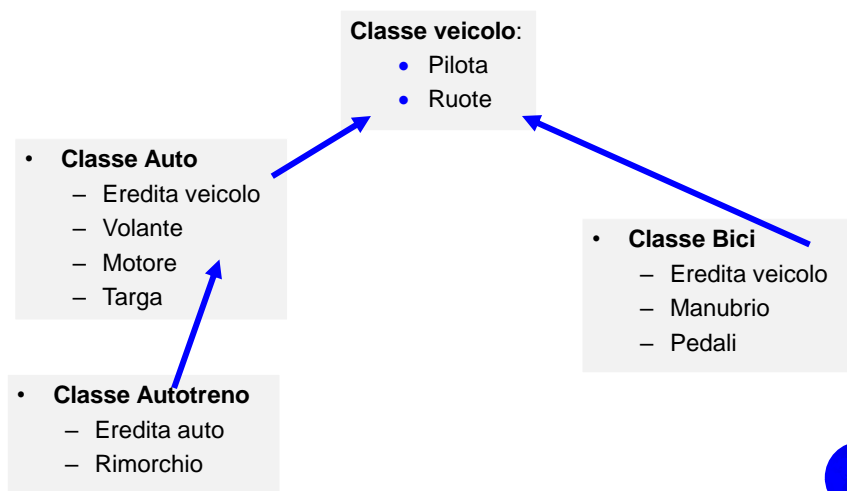 Classe veicolo:
• Pilota
• Ruote
• Classe Auto
– Eredita veicolo
– Volante
– Motore
– Targa
• Classe Bici
– Eredita veicolo
– Manubrio
– Pedali
• Classe Autotreno
– Eredita auto
– Rimorchio